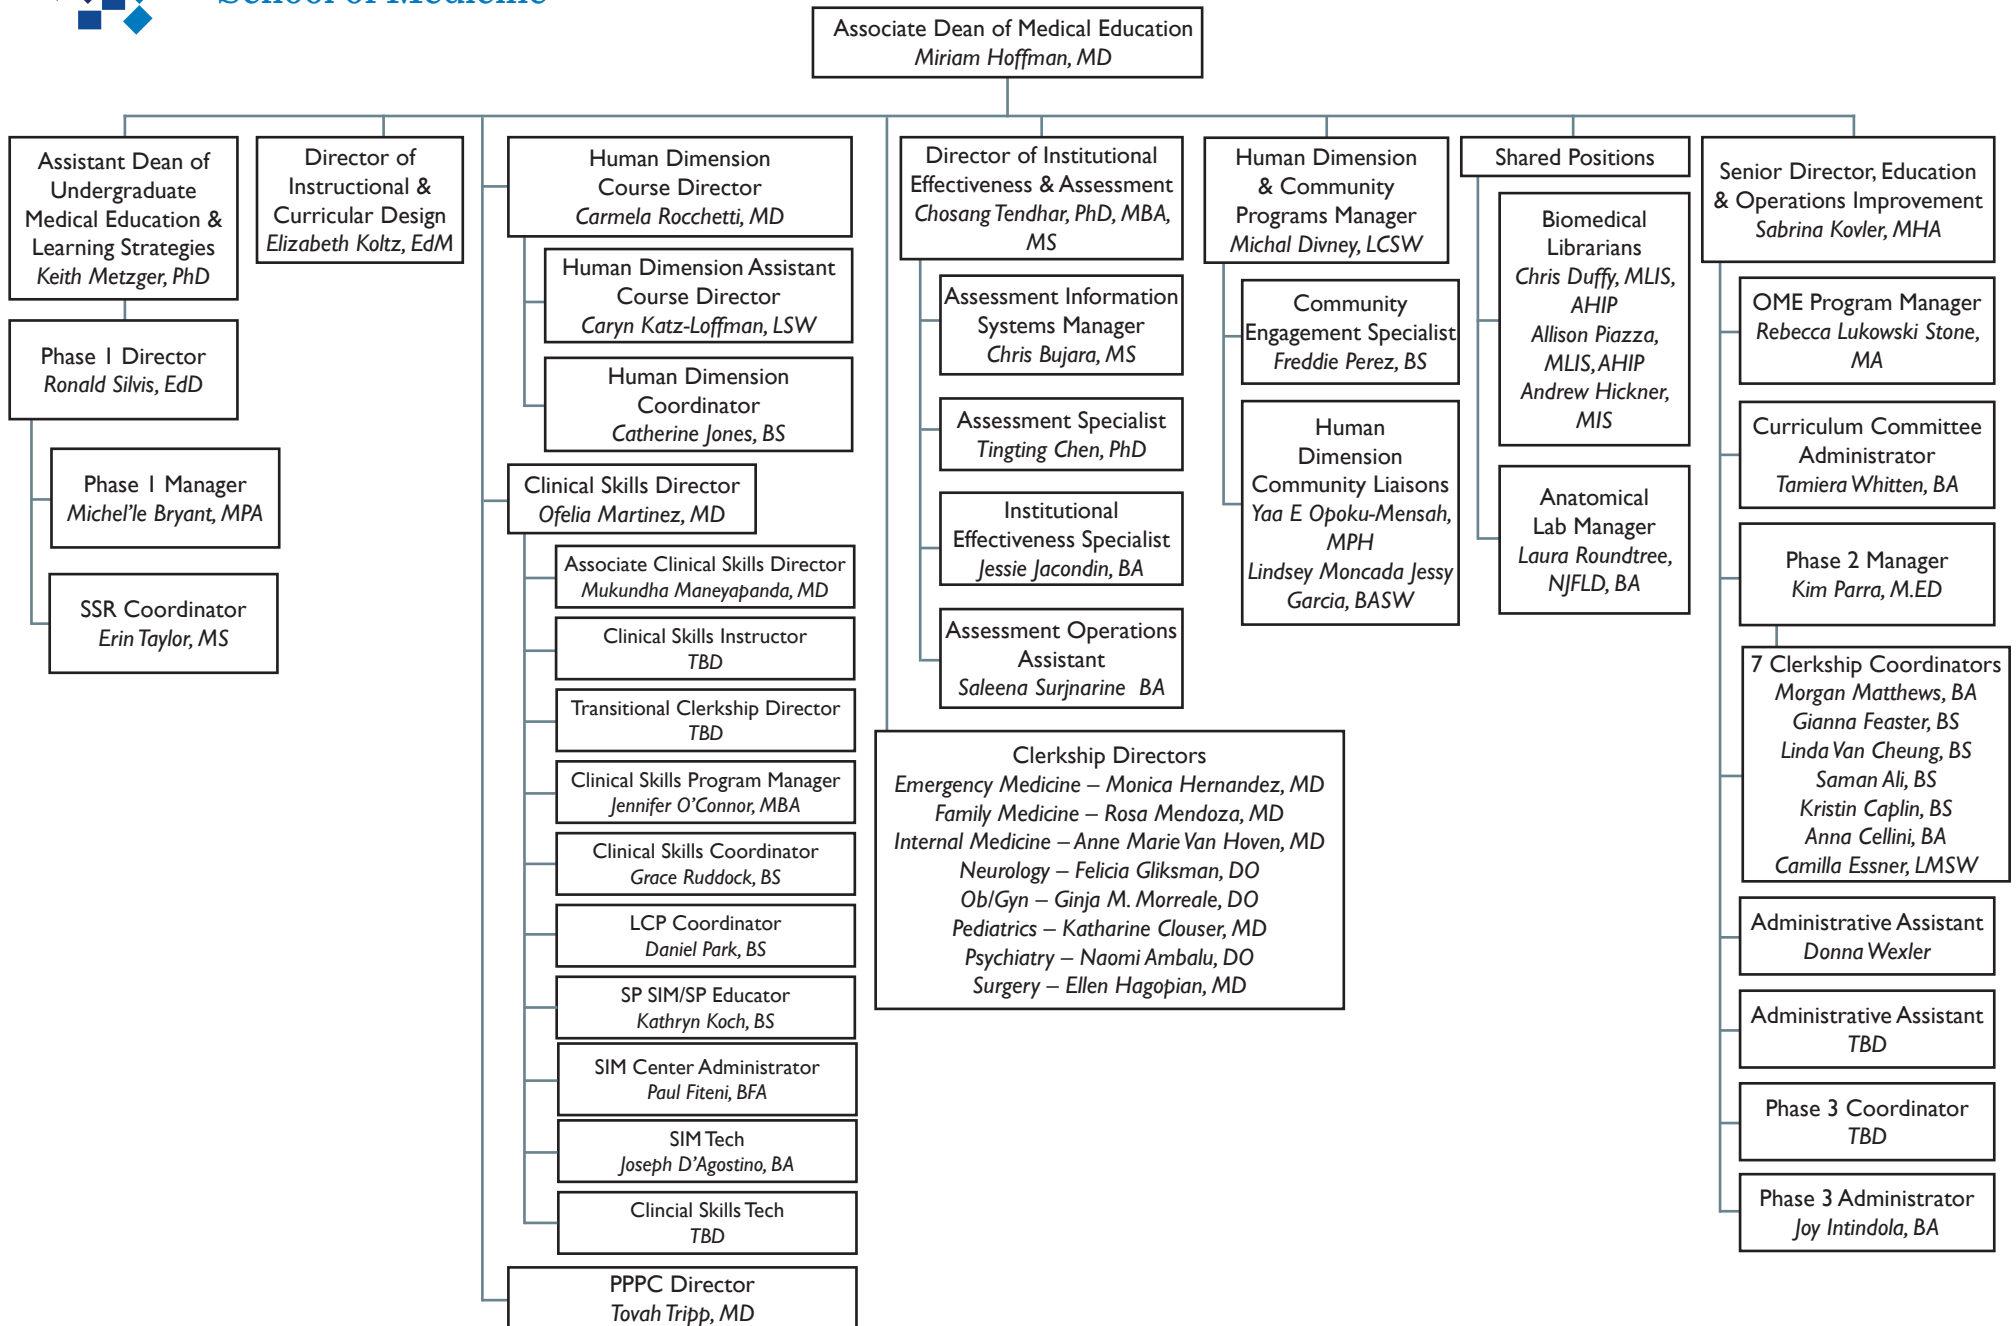 School of Medicine
Associate Dean of Medical Education
Miriam Hoffman, MD
Assistant Dean of
Undergraduate
Medical Education &
Learning Strategies
Keith Metzger, PhD
Phase 1 Director
Ronald Silvis, EdD
Phase 1 Manager
Michel'le Bryant, MPA
SSR Coordinator
Erin Taylor, MS
Director of
Instructional &
Curricular Design
Elizabeth Koltz, EdM
Human Dimension
Course Director
Carmela Rocchetti, MD
Human Dimension Assistant
Course Director
Caryn Katz-Loffman, LSW
Human Dimension
Coordinator
Catherine Jones, BS
Clinical Skills Director
Ofelia Martinez, MD
Associate Clinical Skills Director
Mukundha Maneyapanda, MD
Clinical Skills Instructor
TBD
Transitional Clerkship Director
TBD
Clinical Skills Program Manager
Jennifer O'Connor, MBA
Clinical Skills Coordinator
Grace Ruddock, BS
LCP Coordinator
Daniel Park, BS
SP SIM/SP Educator
Kathryn Koch, BS
SIM Center Administrator
Paul Fiteni, BFA
SIM Tech
Joseph D'Agostino, BA
Clincial Skills Tech
TBD
PPPC Director
Tovah Tripp, MD
Clerkship Directors
Emergency Medicine – Monica Hernandez, MD
Family Medicine – Rosa Mendoza, MD
Internal Medicine – Anne Marie Van Hoven, MD
Neurology – Felicia Gliksman, DO
Ob/Gyn – Ginja M. Morreale, DO
Pediatrics – Katharine Clouser, MD
Psychiatry – Naomi Ambalu, DO
Surgery – Ellen Hagopian, MD
Director of Institutional
Effectiveness & Assessment
Chosang Tendhar, PhD, MBA,
MS
Assessment Information
Systems Manager
Chris Bujara, MS
Assessment Specialist
Tingting Chen, PhD
Institutional
Effectiveness Specialist
Jessie Jacondin, BA
Assessment Operations
Assistant
Saleena Surjnarine BA
Human Dimension
& Community
Programs Manager
Michal Divney, LCSW
Community
Engagement Specialist
Freddie Perez, BS
Human
Dimension
Community Liaisons
Yaa E Opoku-Mensah,
MPH
Lindsey Moncada Jessy
Garcia, BASW
Shared Positions
Biomedical
Librarians
Chris Duffy, MLIS,
AHIP
Allison Piazza,
MLIS, AHIP
Andrew Hickner,
MIS
Anatomical
Lab Manager
Laura Roundtree,
NJFLD, BA
Senior Director, Education
& Operations Improvement
Sabrina Kovler, MHA
OME Program Manager
Rebecca Lukowski Stone,
MA
Curriculum Committee
Administrator
Tamiera Whitten, BA
Phase 2 Manager
Kim Parra, M.ED
7 Clerkship Coordinators
Morgan Matthews, BA
Gianna Feaster, BS
Linda Van Cheung, BS
Saman Ali, BS
Kristin Caplin, BS
Anna Cellini, BA
Camilla Essner, LMSW
Administrative Assistant
Donna Wexler
Administrative Assistant
TBD
Phase 3 Coordinator
TBD
Phase 3 Administrator
Joy Intindola, BA